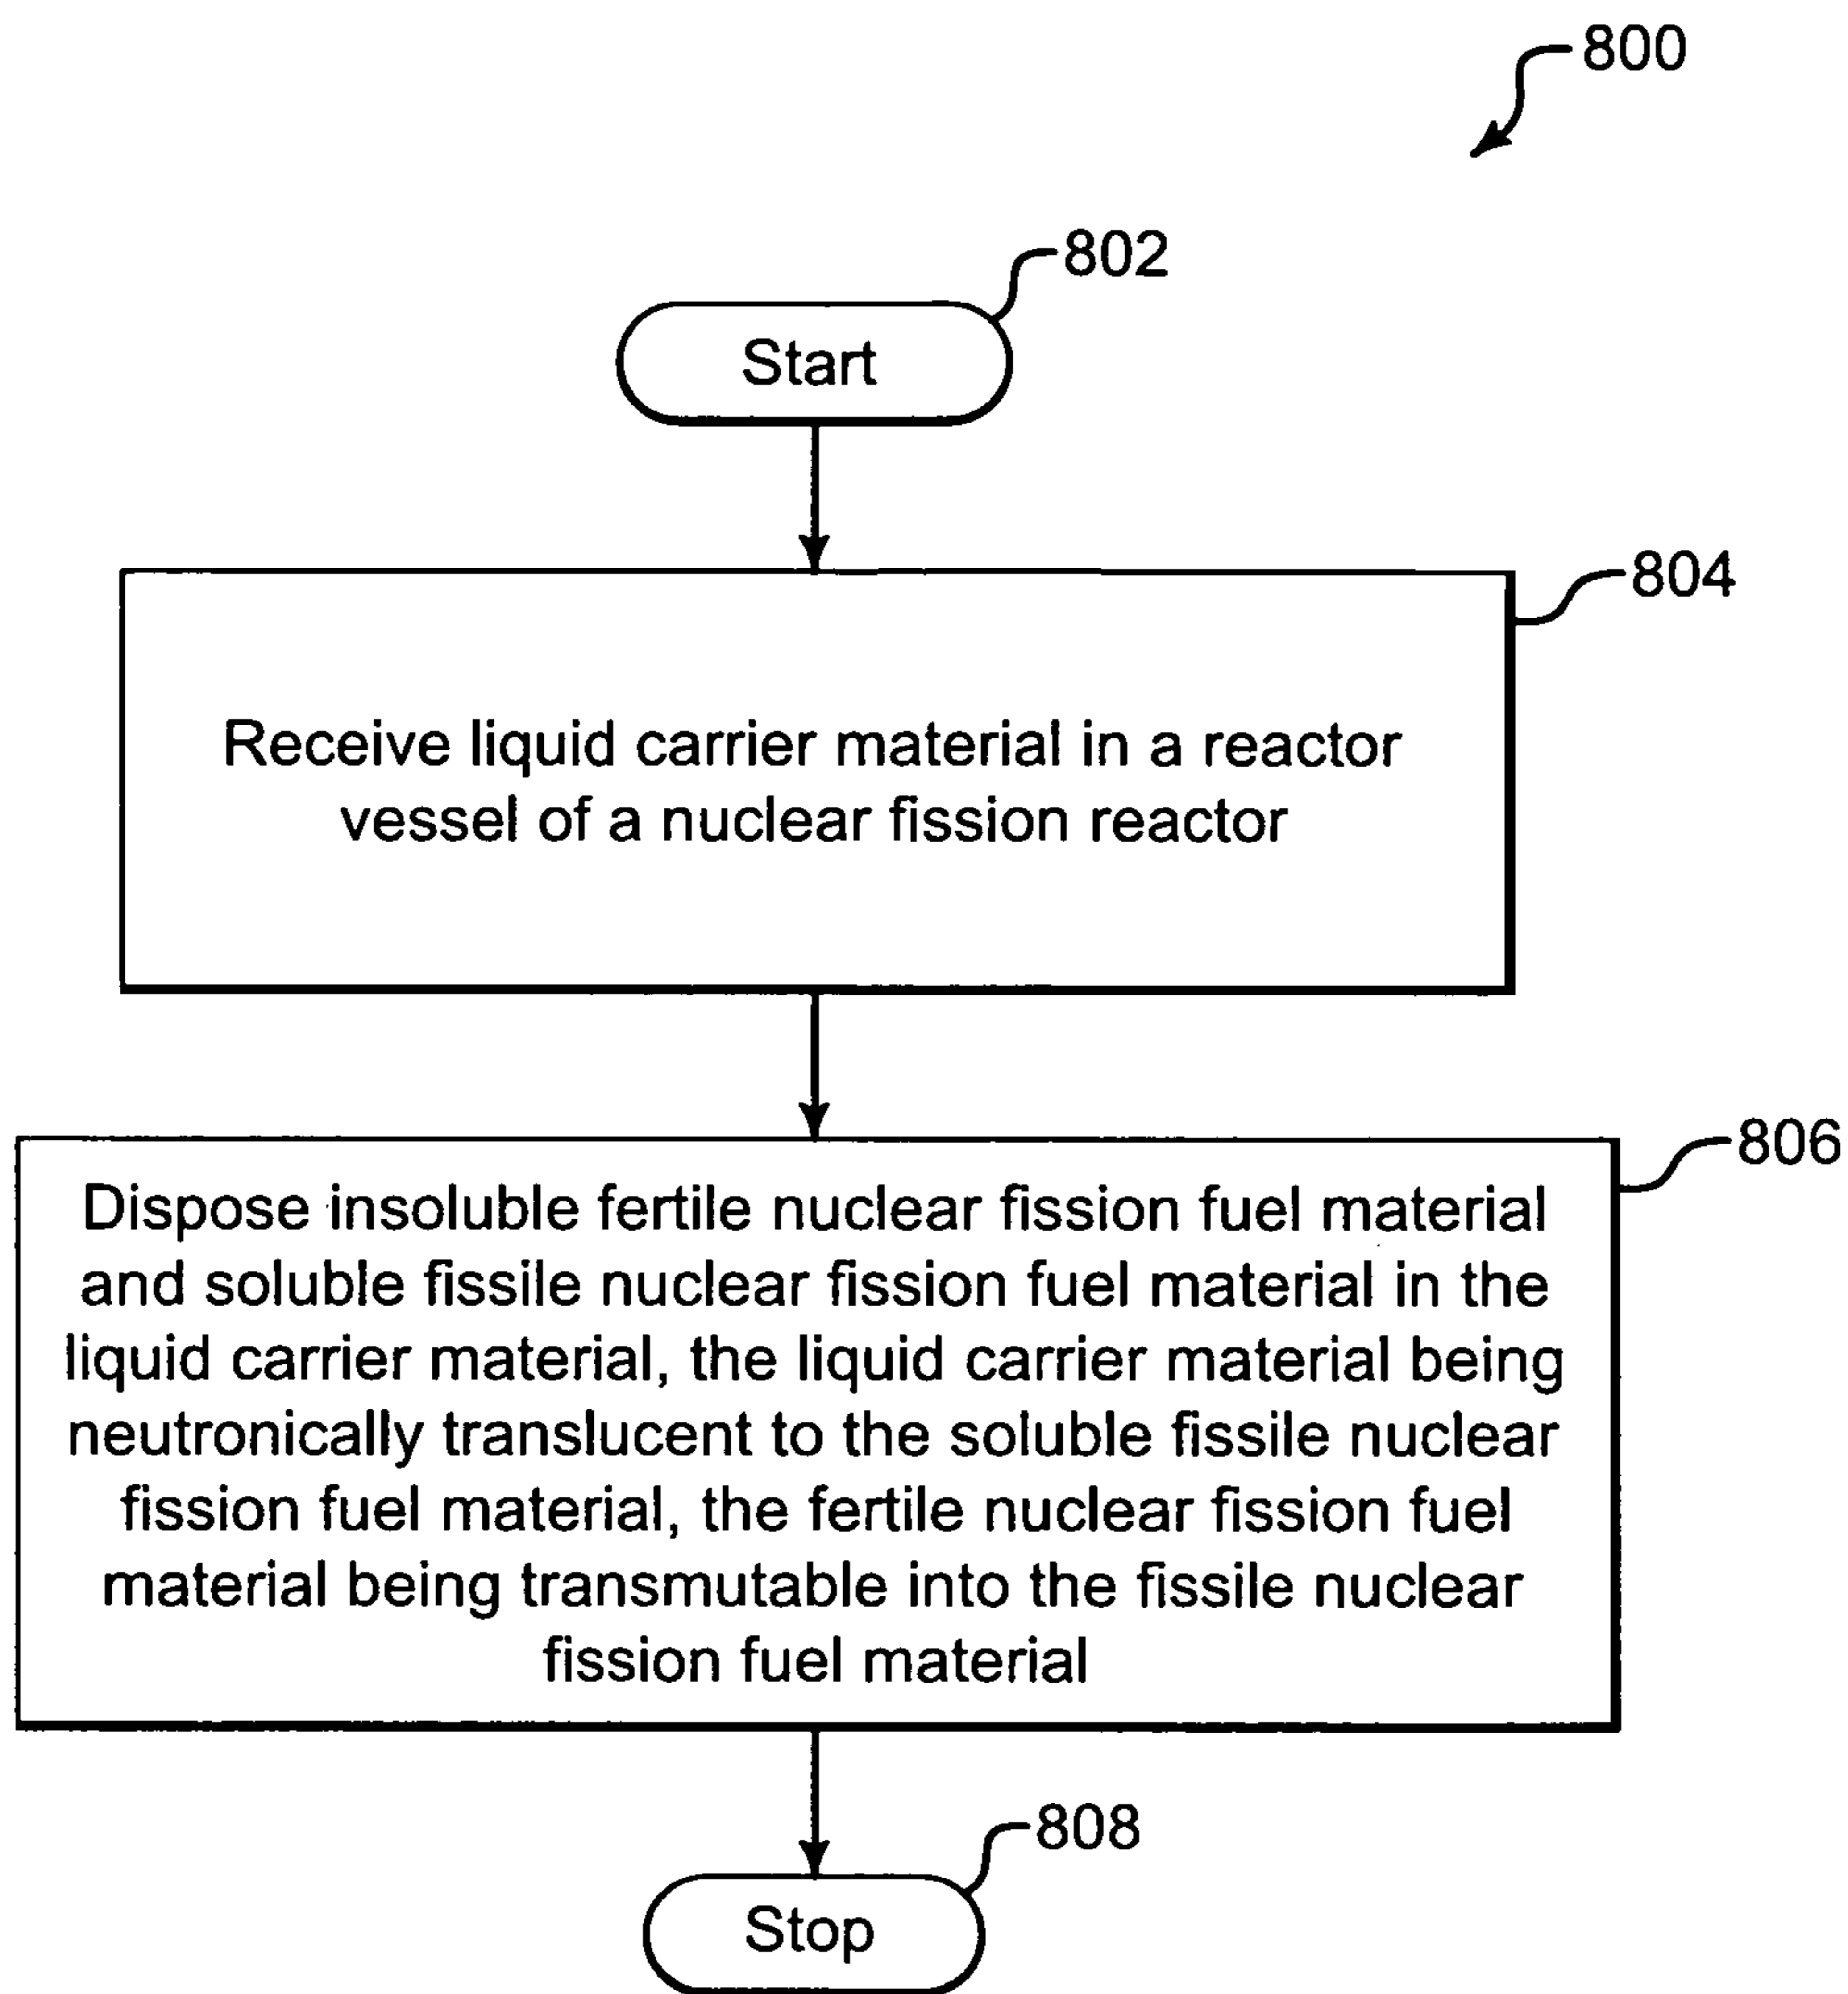 800
802
Start
804
Receive liquid carrier material in a reactor
vessel of a nuclear fission reactor
806
Dispose insoluble fertile nuclear fission fuel material
and soluble fissile nuclear fission fuel material in the
liquid carrier material, the liquid carrier material being
neutronically translucent to the soluble fissile nuclear
fission fuel material, the fertile nuclear fission fuel
material being transmutable into the fissile nuclear
fission fuel material
808
Stop